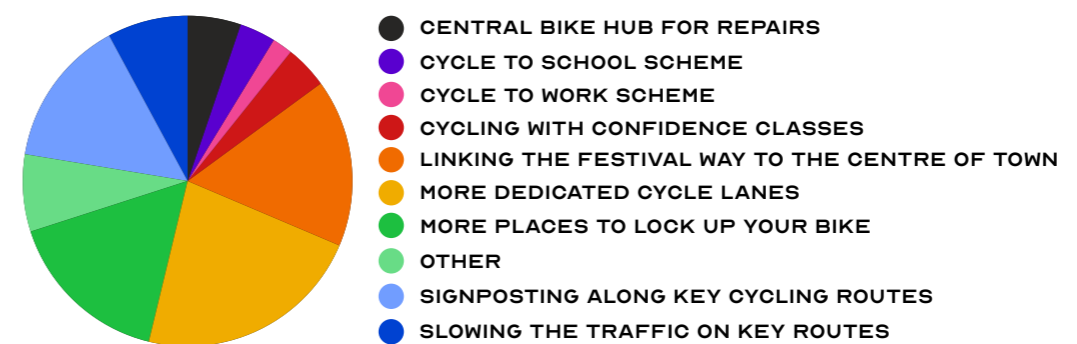 CENTRAL BIKE HUB FOR REPAIRS
CYCLE TO SCHOOL SCHEME
CYCLE TO WORK SCHEME
CYCLING WITH CONFIDENCE CLASSES
LINKING THE FESTIVAL WAY TO THE CENTRE OF TOWN
MORE DEDICATED CYCLE LANES
MORE PLACES TO LOCK UP YOUR BIKE
OTHER
SIGNPOSTING ALONG KEY CYCLING ROUTES
SLOWING THE TRAFFIC ON KEY ROUTES